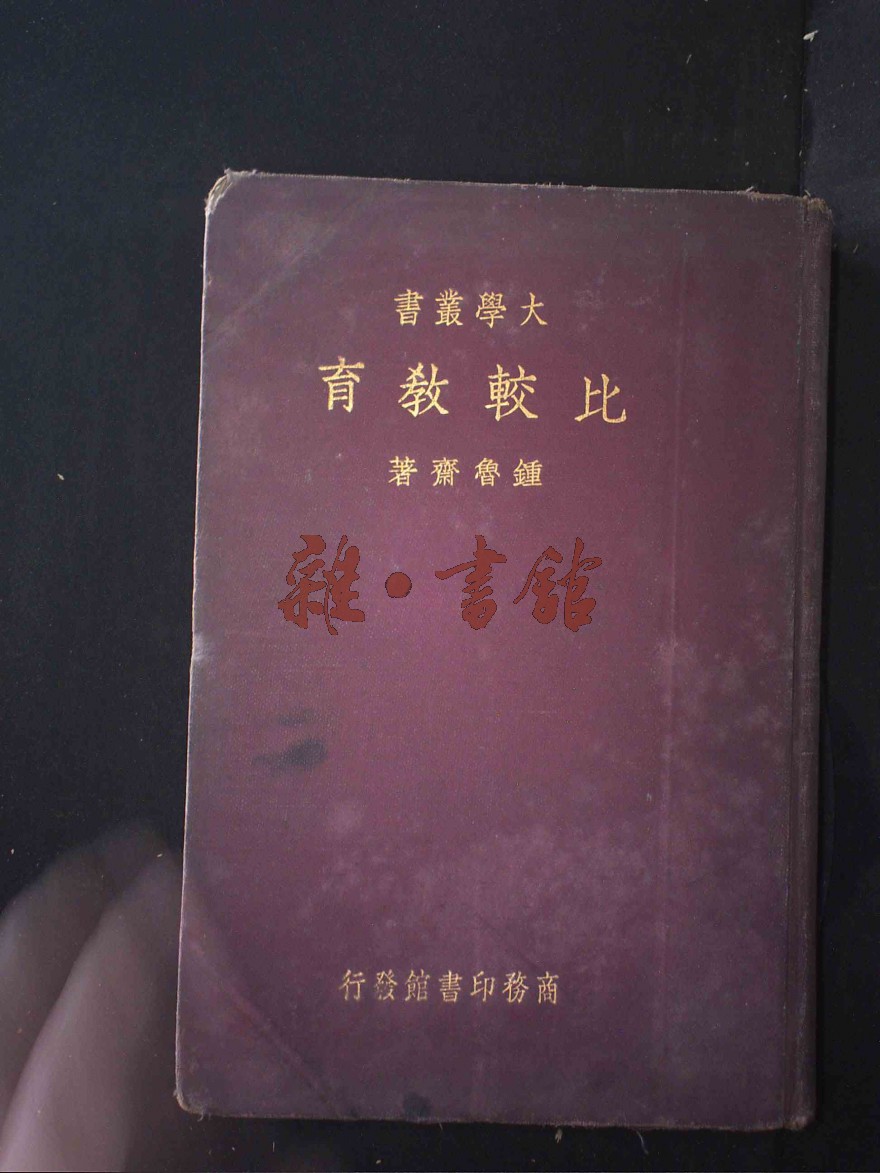 大學叢書
比較教育
鍾魯齋著
雜·書館
商務印書館發行